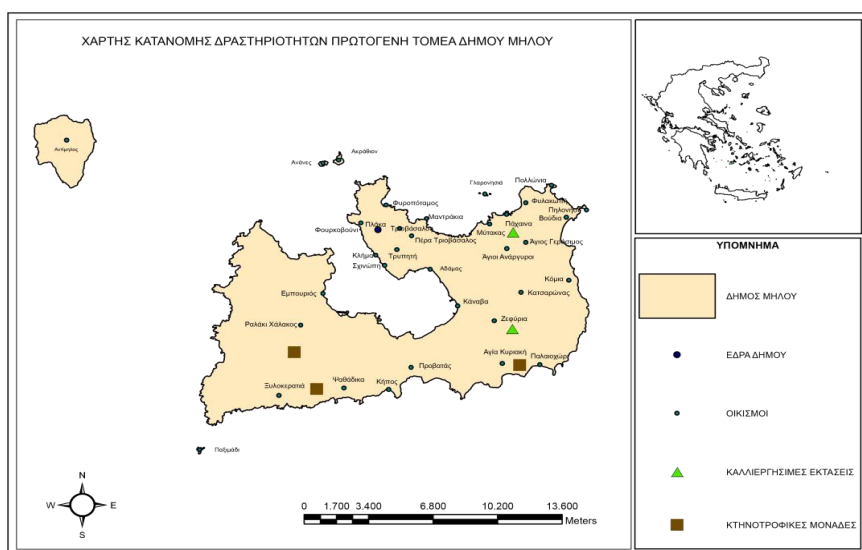 ΧΑΡΤΗΣ ΚΑΤΑΝΟΜΗΣ ΔΡΑΣΤΗΡΙΟΤΗΤΩΝ ΠΡΩΤΟΓΕΝΗ ΤΟΜΕΑ ΔΗΜΟΥ ΜΗΛΟΥ
Αντίμηλος
Ακράθιον
Ανάνες
Γλαρονησιά
Πολλώνια
Φυροπόταμος
Φυλακωπή
Πηλονήσι
Μαντράκια
Βούδια
Πλάκα
Τριοβάσαλος
Πάχαινα
Φουρκοβούνι
Μύτακας
Πέρα Τριοβάσαλος
Άγιος Γεράσιμος
Κλήμα
Τρυπητή
Άγιοι Ανάργυροι
Σχινώπη
Αδάμας
Κόμια
Εμπουριός
Κατσαρώνας
Κάναβα
Ραλάκι Χάλακος
Ζεφύρια
Αγία Κυριακή
Παλαιοχώρι
Προβατάς
Ξυλοκερατιά
Ψαθάδικα
Κήπος
Παξιμάδι
N
W
E
S
0 1.700 3.400 6.800 10.200 13.600
Meters
ΥΠΟΜΝΗΜΑ
ΔΗΜΟΣ ΜΗΛΟΥ
ΕΔΡΑ ΔΗΜΟΥ
ΟΙΚΙΣΜΟΙ
ΚΑΛΛΙΕΡΓΗΣΙΜΕΣ ΕΚΤΑΣΕΙΣ
ΚΤΗΝΟΤΡΟΦΙΚΕΣ ΜΟΝΑΔΕΣ